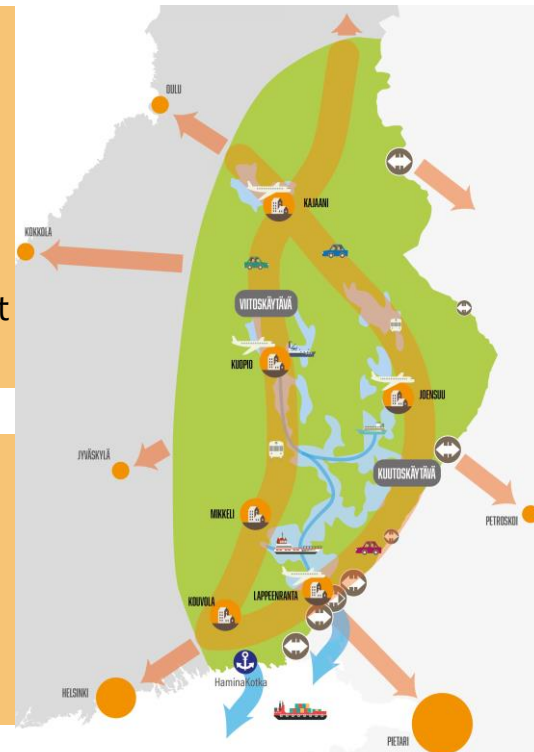 OULU
KAJAANI
KOKKOLA
t
VIITOSKÄYTÄVÄ
KUOPIO
JOENSUU
JYVÄSKYLÄ
KUUTOSKÄYTÄVÄ
MIKKELI
PETROSKOI
LAPPEENRANTA
KOUVOLA
HaminaKotka
HELSINKI
PIETARI